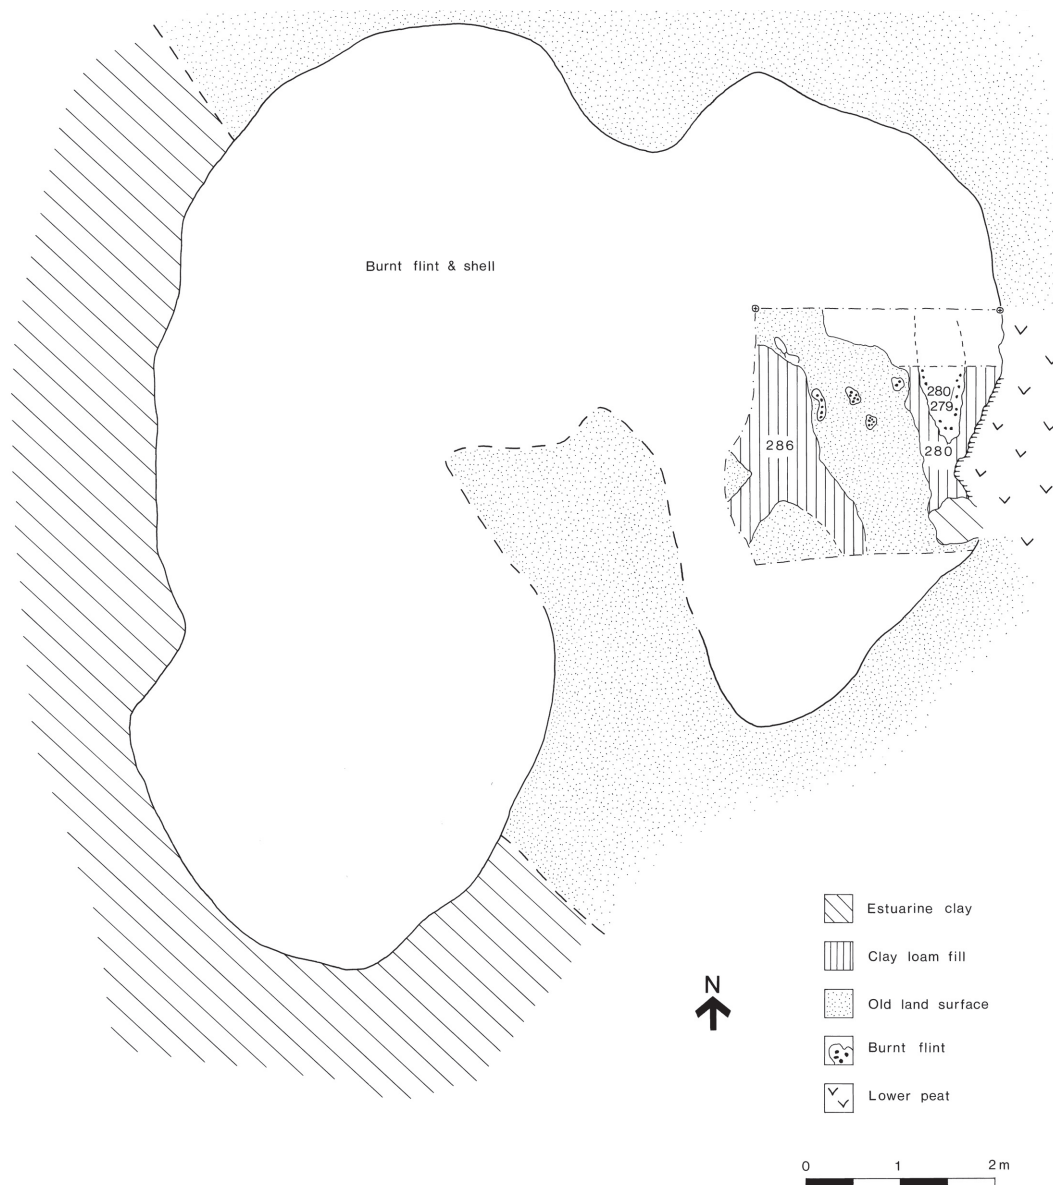 Burnt flint & shell
280/
279
286
280
Estuarine clay
Clay loam fill
N
Old land surface
Burnt flint
Lower peat
0 1 2 m